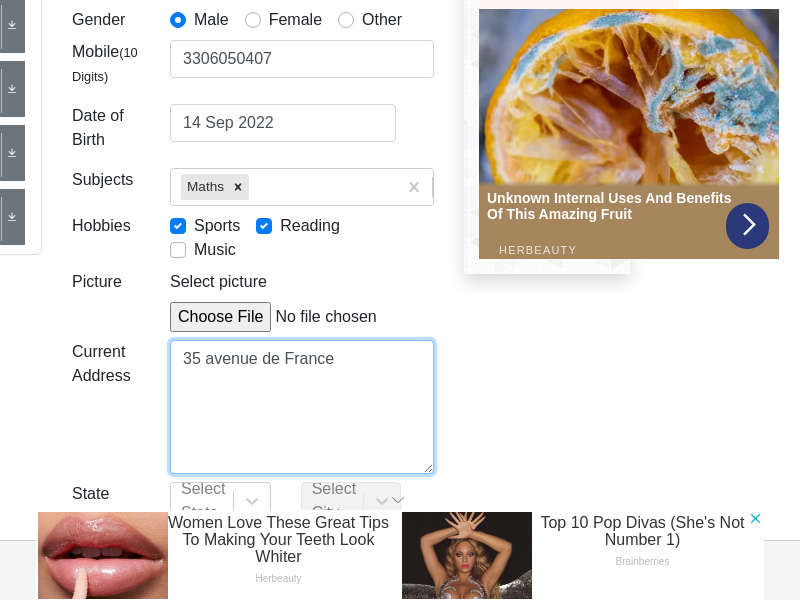 Gender
Male
Female
Other
Mobile(10 Digits)
3306050407
Date of Birth
14 Sep 2022
Subjects
Maths
Hobbies
Sports
Reading
Music
Picture
Select picture
Choose File No file chosen
Current Address
35 avenue de France
State
Select State
Select City
Unknown Internal Uses And Benefits
Of This Amazing Fruit
HERBEAUTY
Women Love These Great Tips
To Making Your Teeth Look
Whiter
Herbeauty
Top 10 Pop Divas (She's Not
Number 1)
Brainberries